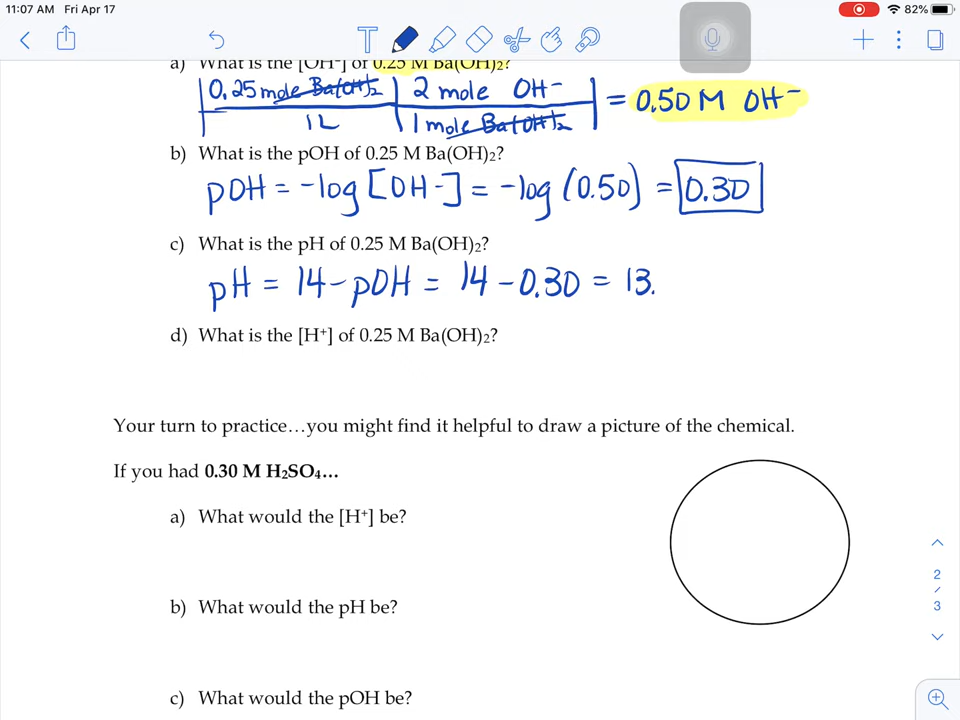 11:07 AM Fri Apr 17
82%
T
a) What is the [OH⁻] of 0.25 M Ba(OH)₂?
0.25 mole Ba(OH)₂ 2 mole OH⁻
1L 1 mole Ba(OH)₂
= 0.50 M OH⁻
b) What is the pOH of 0.25 M Ba(OH)₂?
pOH = -log [OH-] = -log (0.50) = 0.30
c) What is the pH of 0.25 M Ba(OH)₂?
pH = 14 - pOH = 14 - 0.30 = 13.
d) What is the [H⁺] of 0.25 M Ba(OH)₂?
Your turn to practice…you might find it helpful to draw a picture of the chemical.
If you had 0.30 M H₂SO₄…
a) What would the [H⁺] be?
b) What would the pH be?
c) What would the pOH be?
2
/
3